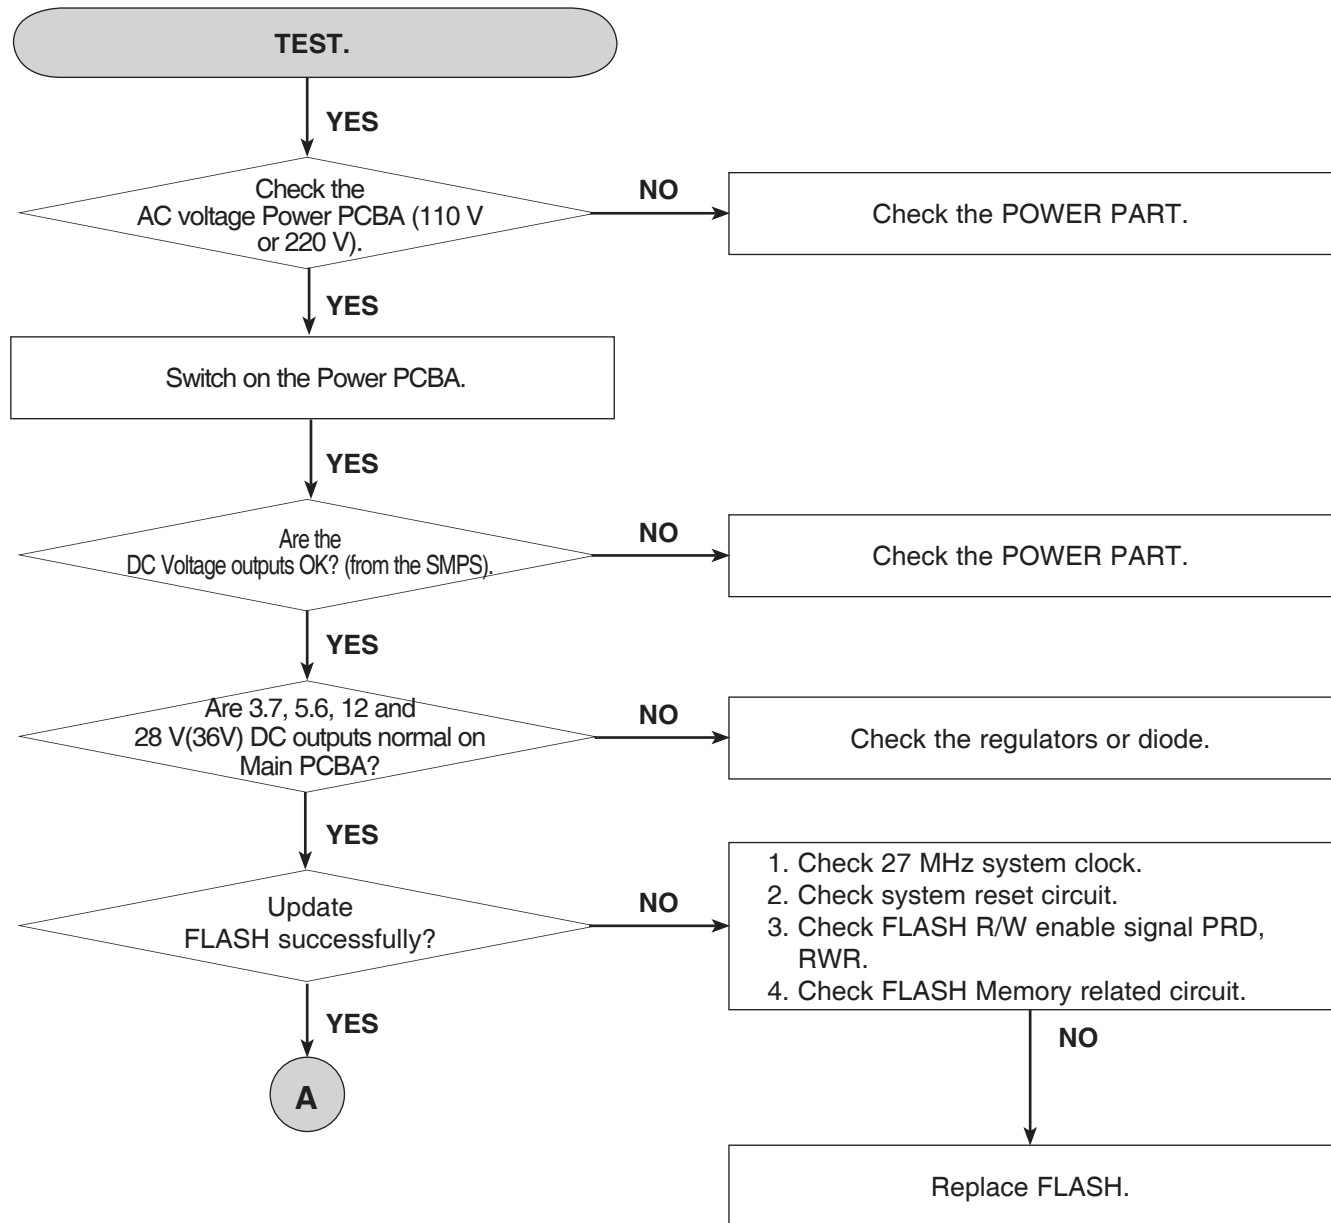 TEST.
YES
Check the
AC voltage Power PCBA (110 V
or 220 V).
NO
Check the POWER PART.
YES
Switch on the Power PCBA.
YES
Are the
DC Voltage outputs OK? (from the SMPS).
NO
Check the POWER PART.
YES
Are 3.7, 5.6, 12 and
28 V(36V) DC outputs normal on
Main PCBA?
NO
Check the regulators or diode.
YES
Update
FLASH successfully?
NO
1. Check 27 MHz system clock.
2. Check system reset circuit.
3. Check FLASH R/W enable signal PRD,
RWR.
4. Check FLASH Memory related circuit.
YES
NO
A
Replace FLASH.